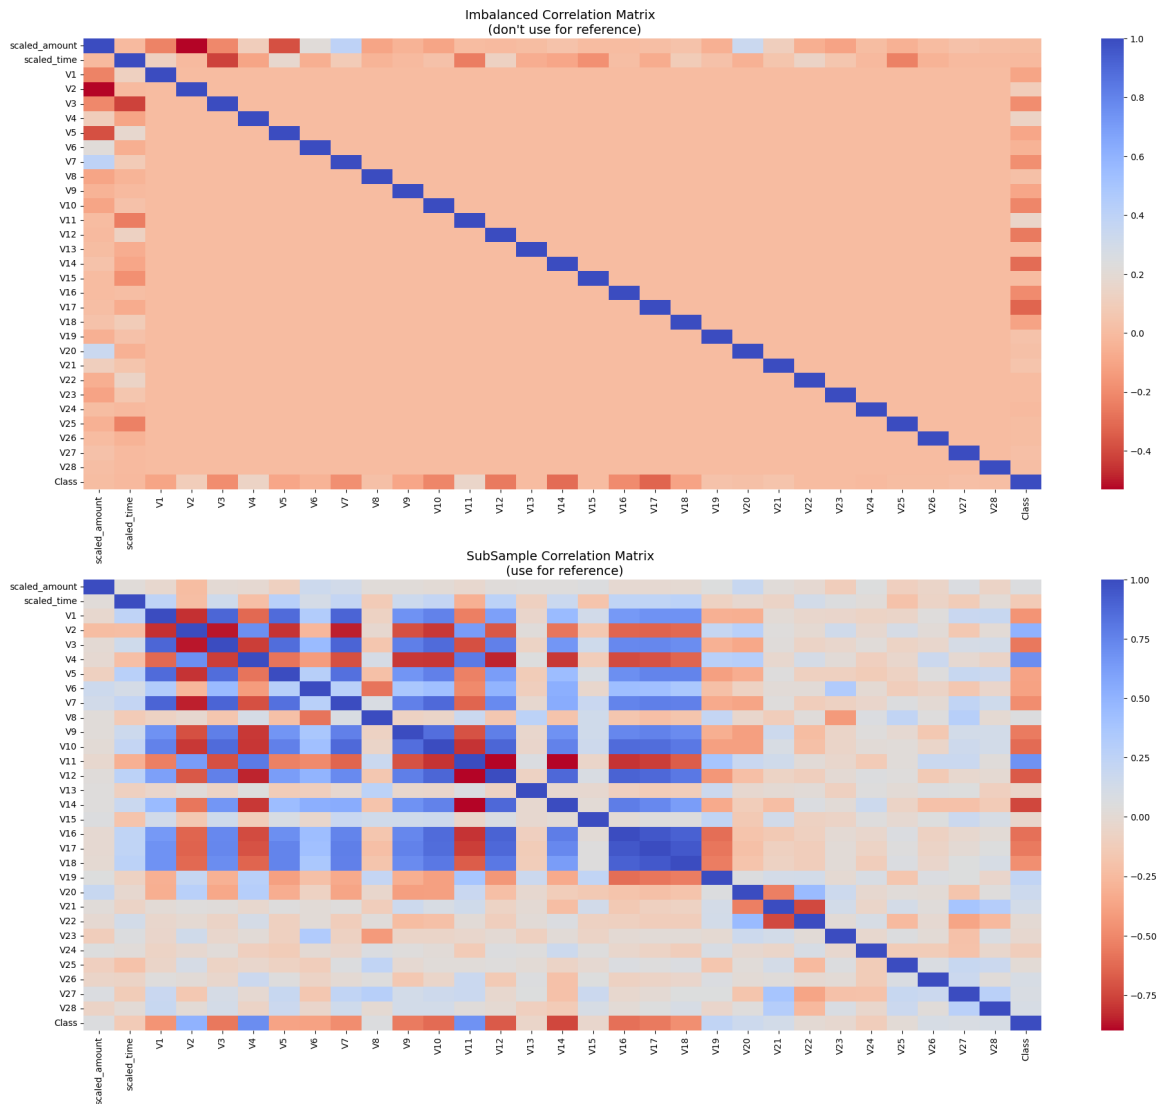 Imbalanced Correlation Matrix
(don't use for reference)
scaled_amount
scaled_time
V1
V2
V3
V4
V5
V6
V7
V8
V9
V10
V11
V12
V13
V14
V15
V16
V17
V18
V19
V20
V21
V22
V23
V24
V25
V26
V27
V28
Class
scaled_amount
scaled_time
V1
V2
V3
V4
V5
V6
V7
V8
V9
V10
V11
V12
V13
V14
V15
V16
V17
V18
V19
V20
V21
V22
V23
V24
V25
V26
V27
V28
Class
1.0
0.8
0.6
0.4
0.2
0.0
−0.2
−0.4
SubSample Correlation Matrix
(use for reference)
scaled_amount
scaled_time
V1
V2
V3
V4
V5
V6
V7
V8
V9
V10
V11
V12
V13
V14
V15
V16
V17
V18
V19
V20
V21
V22
V23
V24
V25
V26
V27
V28
Class
scaled_amount
scaled_time
V1
V2
V3
V4
V5
V6
V7
V8
V9
V10
V11
V12
V13
V14
V15
V16
V17
V18
V19
V20
V21
V22
V23
V24
V25
V26
V27
V28
Class
1.00
0.75
0.50
0.25
0.00
−0.25
−0.50
−0.75